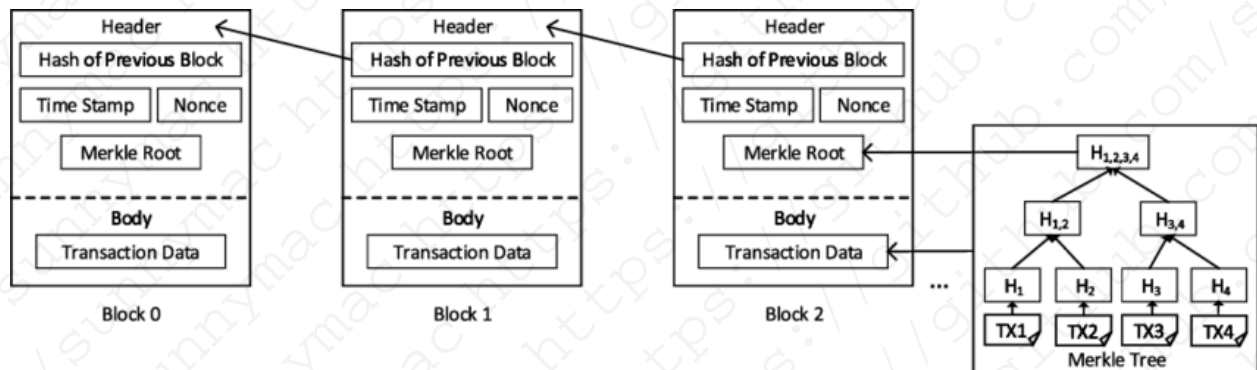 Header
Hash of Previous Block
Time Stamp
Nonce
Merkle Root
Body
Transaction Data
Block 0
Header
Hash of Previous Block
Time Stamp
Nonce
Merkle Root
Body
Transaction Data
Block 1
Header
Hash of Previous Block
Time Stamp
Nonce
Merkle Root
Body
Transaction Data
Block 2
...
H1,2,3,4
H1,2
H3,4
H1
H2
H3
H4
TX1
TX2
TX3
TX4
Merkle Tree